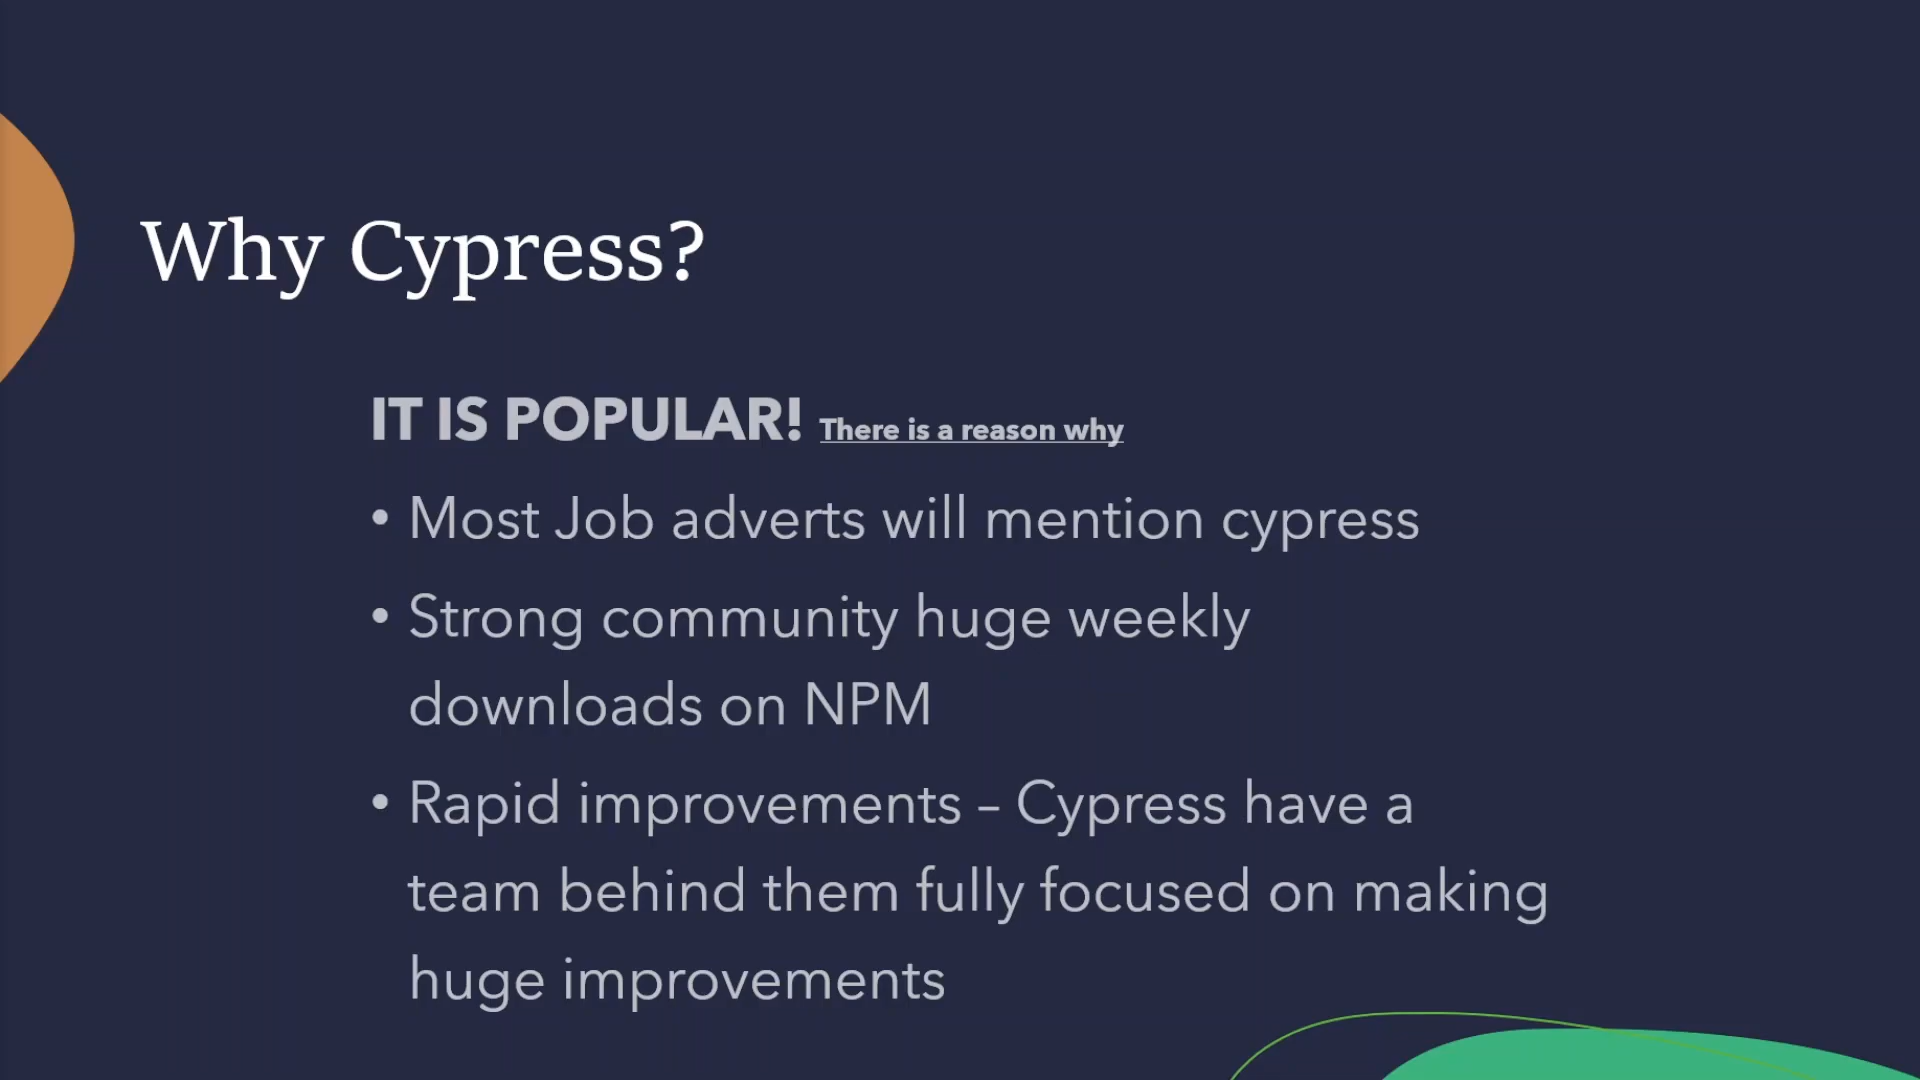 Why Cypress?
IT IS POPULAR! There is a reason why
• Most Job adverts will mention cypress
• Strong community huge weekly
downloads on NPM
• Rapid improvements – Cypress have a
team behind them fully focused on making
huge improvements